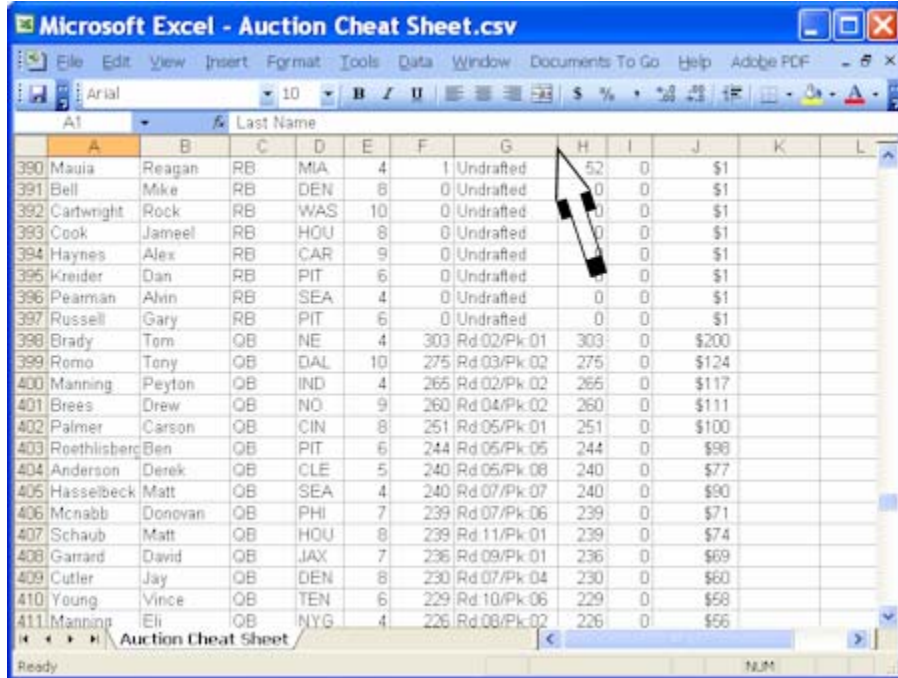 Microsoft Excel - Auction Cheat Sheet.csv
File Edit View Insert Format Tools Data Window Documents To Go Help Adobe PDF
Arial 10 B I U $ % , A
A1 fx Last Name
A B C D E F G H I J K L
390 Mauia Reagan RB MIA 4 1 Undrafted 52 0 $1
391 Bell Mike RB DEN 8 0 Undrafted 0 0 $1
392 Cartwright Rock RB WAS 10 0 Undrafted 0 0 $1
393 Cook Jameel RB HOU 8 0 Undrafted 0 $1
394 Haynes Alex RB CAR 9 0 Undrafted 0 $1
395 Kreider Dan RB PIT 6 0 Undrafted 0 0 $1
396 Pearman Alvin RB SEA 4 0 Undrafted 0 0 $1
397 Russell Gary RB PIT 6 0 Undrafted 0 0 $1
398 Brady Tom QB NE 4 303 Rd:02/Pk:01 303 0 $200
399 Romo Tony QB DAL 10 275 Rd:03/Pk:02 275 0 $124
400 Manning Peyton QB IND 4 265 Rd:02/Pk:02 265 0 $117
401 Brees Drew QB NO 9 260 Rd:04/Pk:02 260 0 $111
402 Palmer Carson QB CIN 8 251 Rd:05/Pk:01 251 0 $100
403 Roethlisberg Ben QB PIT 6 244 Rd:05/Pk:05 244 0 $98
404 Anderson Derek QB CLE 5 240 Rd:05/Pk:08 240 0 $77
405 Hasselbeck Matt QB SEA 4 240 Rd:07/Pk:07 240 0 $90
406 Mcnabb Donovan QB PHI 7 239 Rd:07/Pk:06 239 0 $71
407 Schaub Matt QB HOU 8 239 Rd:11/Pk:01 239 0 $74
408 Garrard David QB JAX 7 236 Rd:09/Pk:01 236 0 $69
409 Cutler Jay QB DEN 8 230 Rd:07/Pk:04 230 0 $60
410 Young Vince QB TEN 6 229 Rd:10/Pk:06 229 0 $58
411 Manning Eli QB NYG 4 226 Rd:08/Pk:02 226 0 $56
Auction Cheat Sheet
Ready NUM